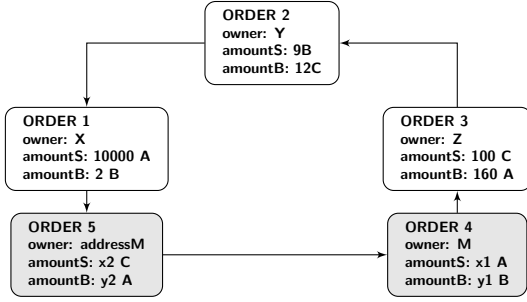 ORDER 2
owner: Y
amountS: 9B
amountB: 12C
ORDER 1
owner: X
amountS: 10000 A
amountB: 2 B
ORDER 3
owner: Z
amountS: 100 C
amountB: 160 A
ORDER 5
owner: addressM
amountS: x2 C
amountB: y2 A
ORDER 4
owner: M
amountS: x1 A
amountB: y1 B